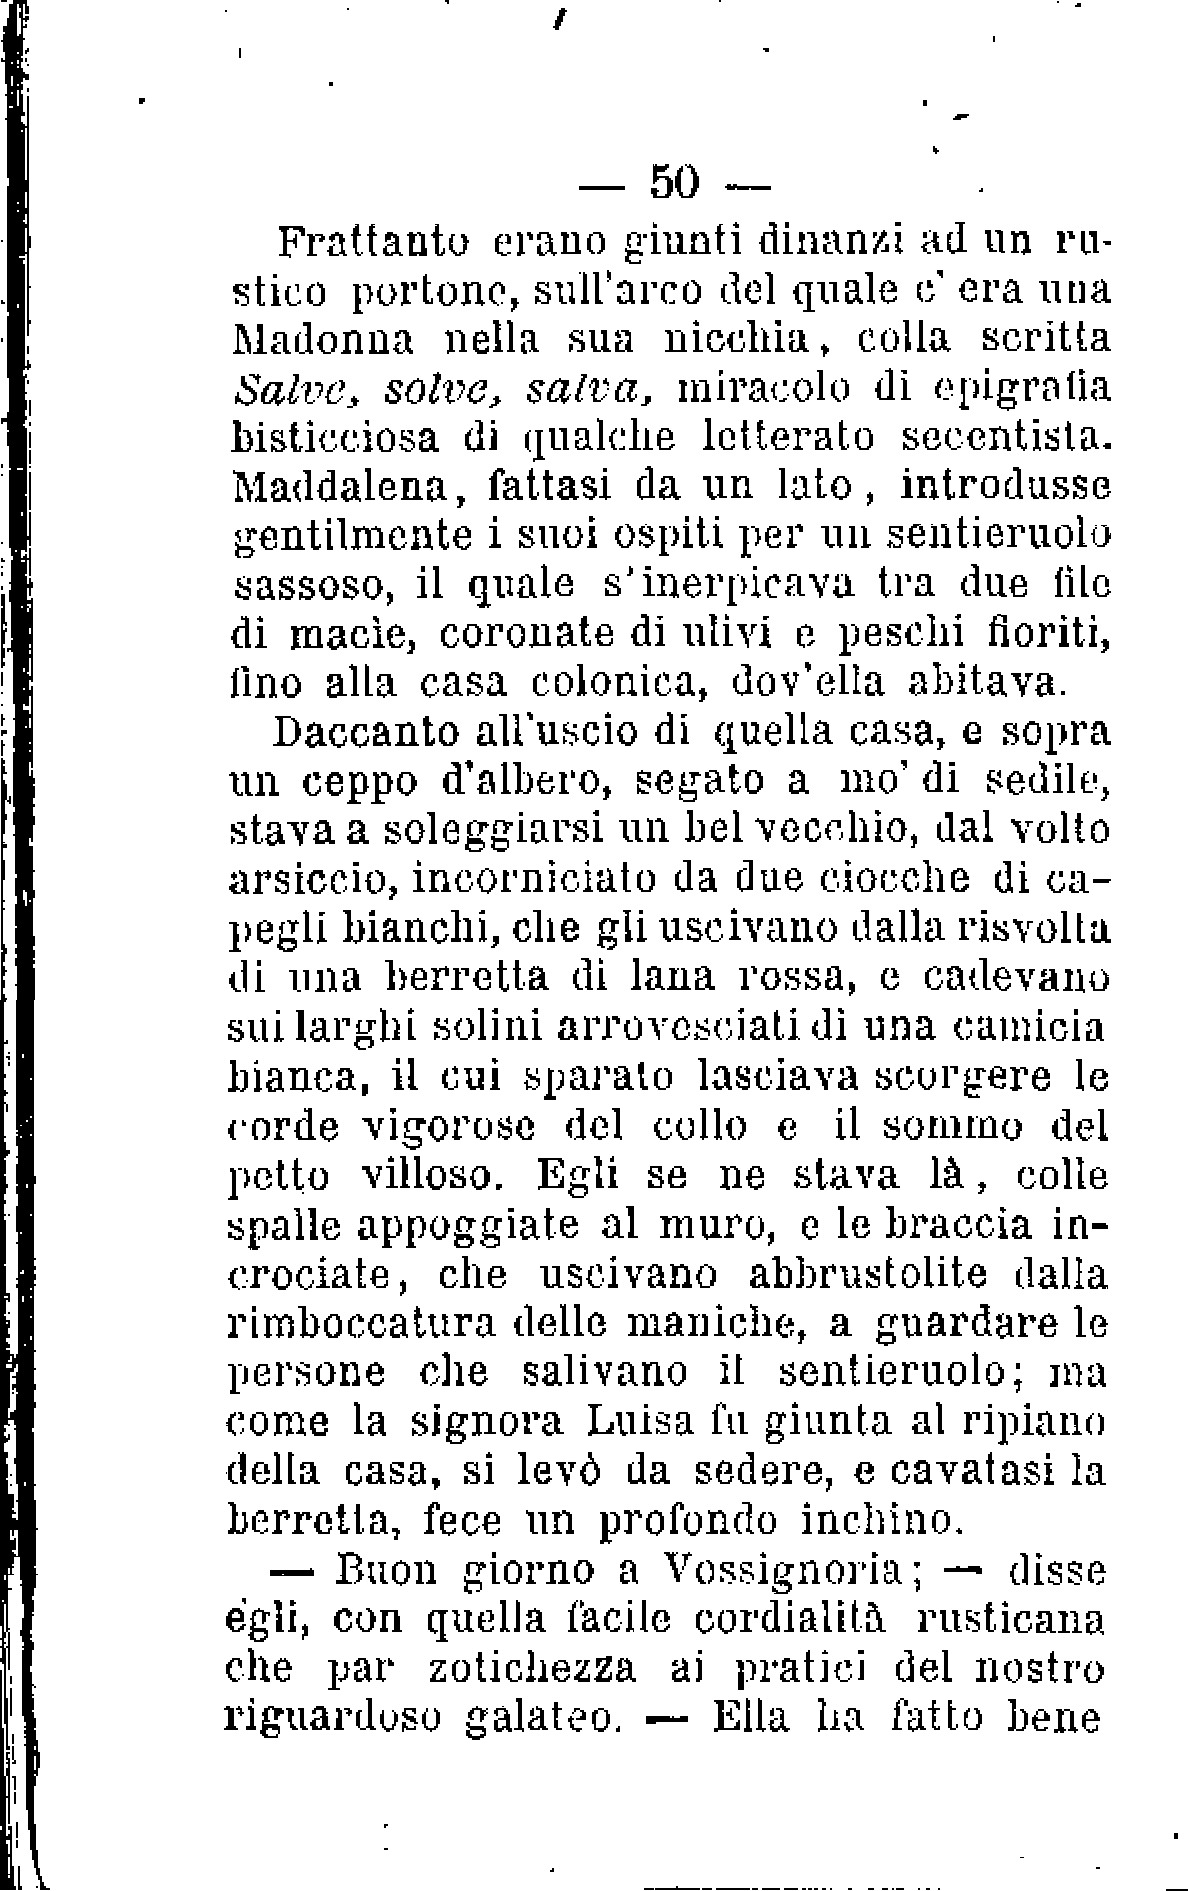 — 50 —
Frattanto erano giunti dinanzi ad un ru-
stico portone, sull'arco del quale c'era una
Madonna nella sua nicchia, colla scritta
Salve, solve, salva, miracolo di epigrafia
bisticciosa di qualche letterato secentista.
Maddalena, fattasi da un lato, introdusse
gentilmente i suoi ospiti per un sentieruolo
sassoso, il quale s'inerpicava tra due file
di macìe, coronate di ulivi e peschi fioriti,
fino alla casa colonica, dov'ella abitava.
Daccanto all'uscio di quella casa, e sopra
un ceppo d'albero, segato a mo' di sedile,
stava a soleggiarsi un bel vecchio, dal volto
arsiccio, incorniciato da due ciocche di ca-
pegli bianchi, che gli uscivano dalla risvolta
di una berretta di lana rossa, e cadevano
sui larghi solini arrovesciati di una camicia
bianca, il cui sparato lasciava scorgere le
corde vigorose del collo e il sommo del
petto villoso. Egli se ne stava là, colle
spalle appoggiate al muro, e le braccia in-
crociate, che uscivano abbrustolite dalla
rimboccatura delle maniche, a guardare le
persone che salivano il sentieruolo; ma
come la signora Luisa fu giunta al ripiano
della casa, si levò da sedere, e cavatasi la
berretta, fece un profondo inchino.
— Buon giorno a Vossignoria; — disse
egli, con quella facile cordialità rusticana
che par zotichezza ai pratici del nostro
riguardoso galateo. — Ella ha fatto bene